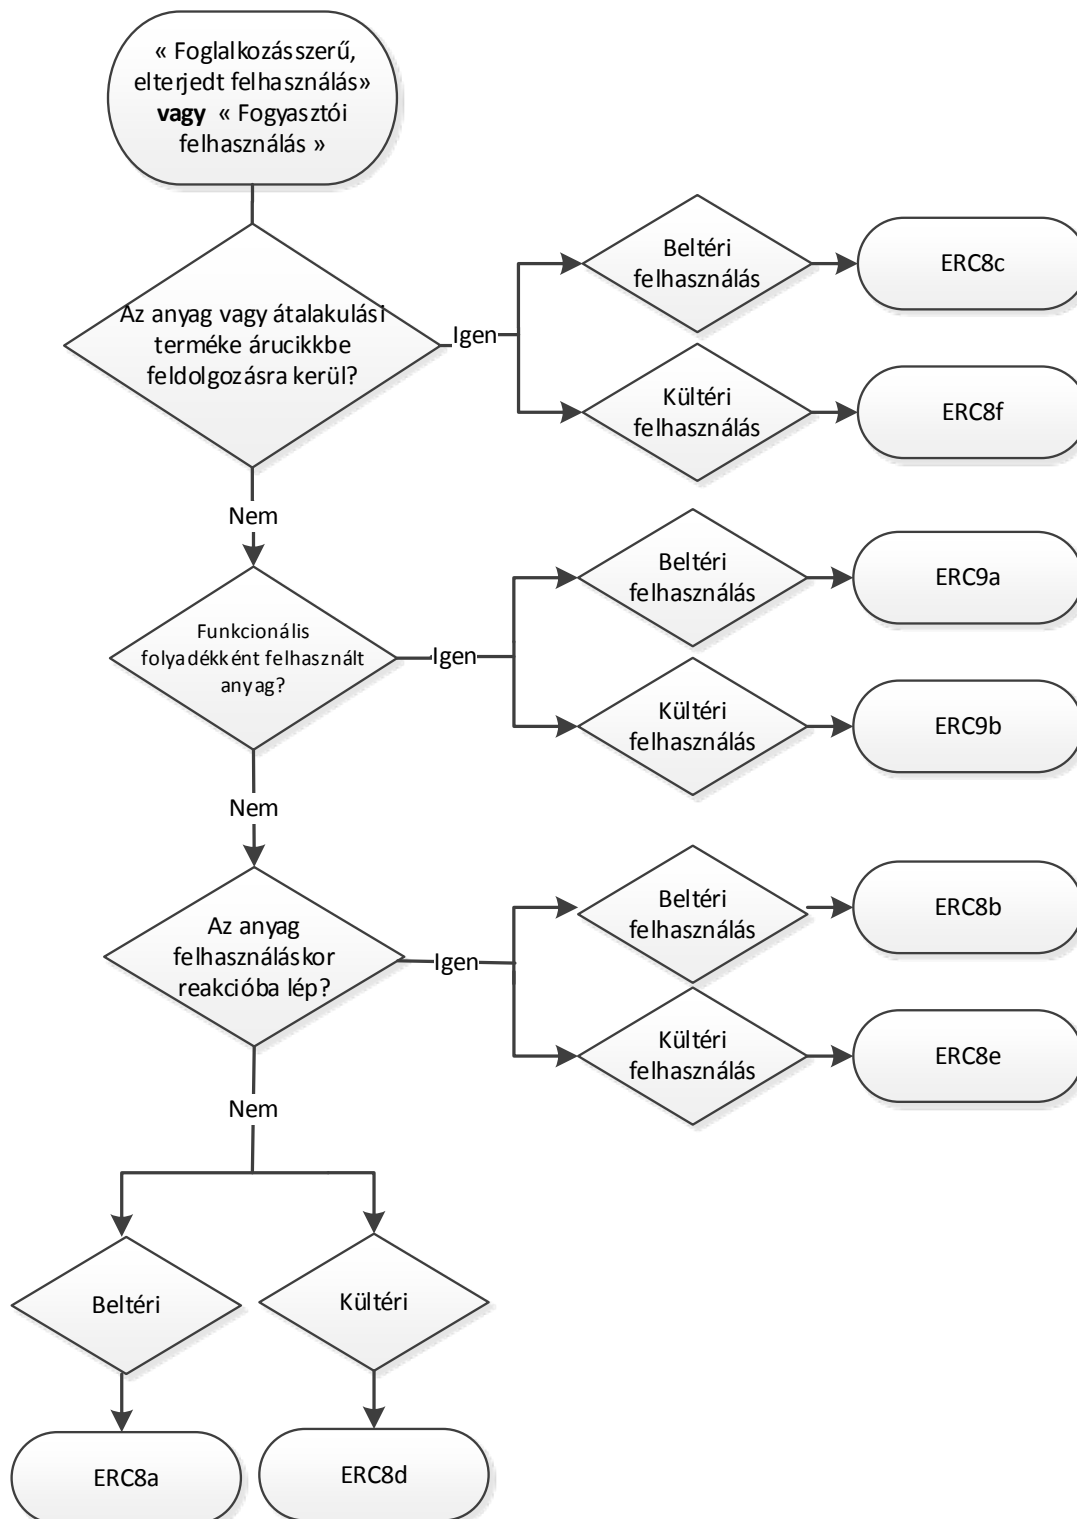 « Foglalkozásszerű,
elterjedt felhasználás»
vagy « Fogyasztói
felhasználás »
Az anyag vagy átalakulási
terméke árucikkbe
feldolgozásra kerül?
Igen
Beltéri
felhasználás
ERC8c
Kültéri
felhasználás
ERC8f
Nem
Funkcionális
folyadékként felhasznált
anyag?
Igen
Beltéri
felhasználás
ERC9a
Kültéri
felhasználás
ERC9b
Nem
Az anyag
felhasználáskor
reakcióba lép?
Igen
Beltéri
felhasználás
ERC8b
Kültéri
felhasználás
ERC8e
Nem
Beltéri
Kültéri
ERC8a
ERC8d